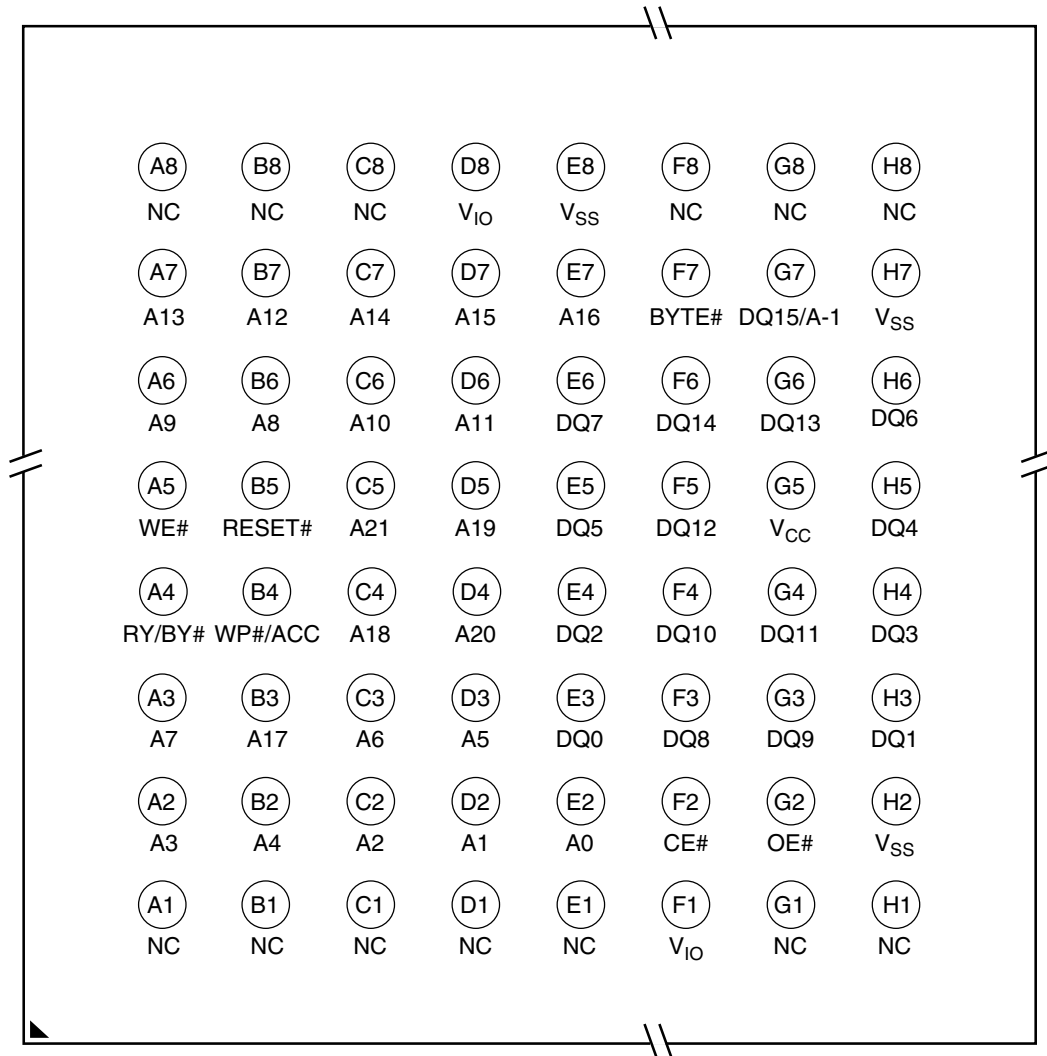 A8 B8 C8 D8 E8 F8 G8 H8
NC NC NC VIO VSS NC NC NC
A7 B7 C7 D7 E7 F7 G7 H7
A13 A12 A14 A15 A16 BYTE# DQ15/A-1 VSS
A6 B6 C6 D6 E6 F6 G6 H6
A9 A8 A10 A11 DQ7 DQ14 DQ13 DQ6
A5 B5 C5 D5 E5 F5 G5 H5
WE# RESET# A21 A19 DQ5 DQ12 VCC DQ4
A4 B4 C4 D4 E4 F4 G4 H4
RY/BY# WP#/ACC A18 A20 DQ2 DQ10 DQ11 DQ3
A3 B3 C3 D3 E3 F3 G3 H3
A7 A17 A6 A5 DQ0 DQ8 DQ9 DQ1
A2 B2 C2 D2 E2 F2 G2 H2
A3 A4 A2 A1 A0 CE# OE# VSS
A1 B1 C1 D1 E1 F1 G1 H1
NC NC NC NC NC VIO NC NC